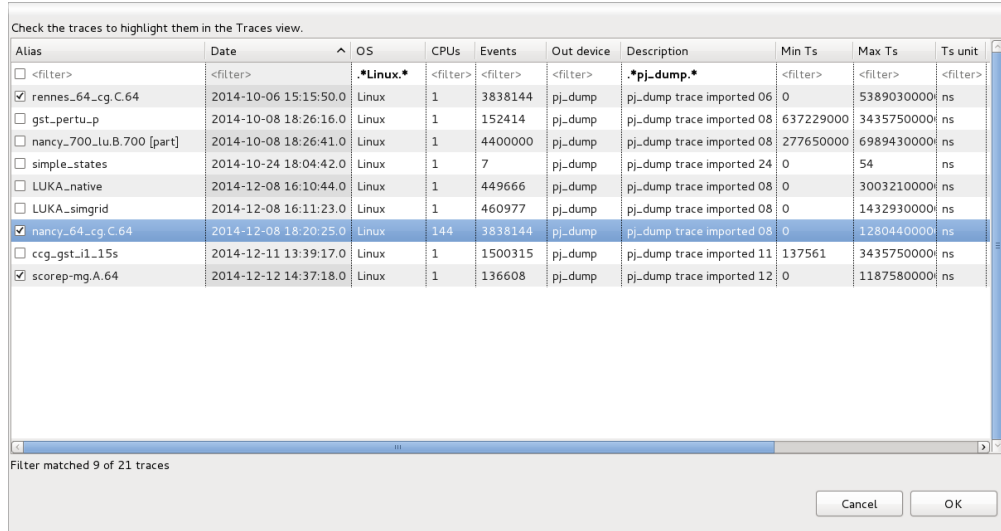 Check the traces to highlight them in the Traces view.
Alias Date OS CPUs Events Out device Description Min Ts Max Ts Ts unit
<filter> <filter> .*Linux.* <filter> <filter> <filter> .*pj_dump.* <filter> <filter> <filter>
rennes_64_cg.C.64 2014-10-06 15:15:50.0 Linux 1 3838144 pj_dump pj_dump trace imported 06 0 5389030000 ns
gst_pertu_p 2014-10-08 18:26:16.0 Linux 1 152414 pj_dump pj_dump trace imported 08 637229000 3435750000 ns
nancy_700_lu.B.700 [part] 2014-10-08 18:26:41.0 Linux 1 4400000 pj_dump pj_dump trace imported 08 277650000 6989430000 ns
simple_states 2014-10-24 18:04:42.0 Linux 1 7 pj_dump pj_dump trace imported 24 0 54 ns
LUKA_native 2014-12-08 16:10:44.0 Linux 1 449666 pj_dump pj_dump trace imported 08 0 3003210000 ns
LUKA_simgrid 2014-12-08 16:11:23.0 Linux 1 460977 pj_dump pj_dump trace imported 08 0 1432930000 ns
nancy_64_cg.C.64 2014-12-08 18:20:25.0 Linux 144 3838144 pj_dump pj_dump trace imported 08 0 1280440000 ns
ccg_gst_i1_15s 2014-12-11 13:39:17.0 Linux 1 1500315 pj_dump pj_dump trace imported 11 137561 3435750000 ns
scorep-mg.A.64 2014-12-12 14:37:18.0 Linux 1 136608 pj_dump pj_dump trace imported 12 0 1187580000 ns
Filter matched 9 of 21 traces
Cancel OK